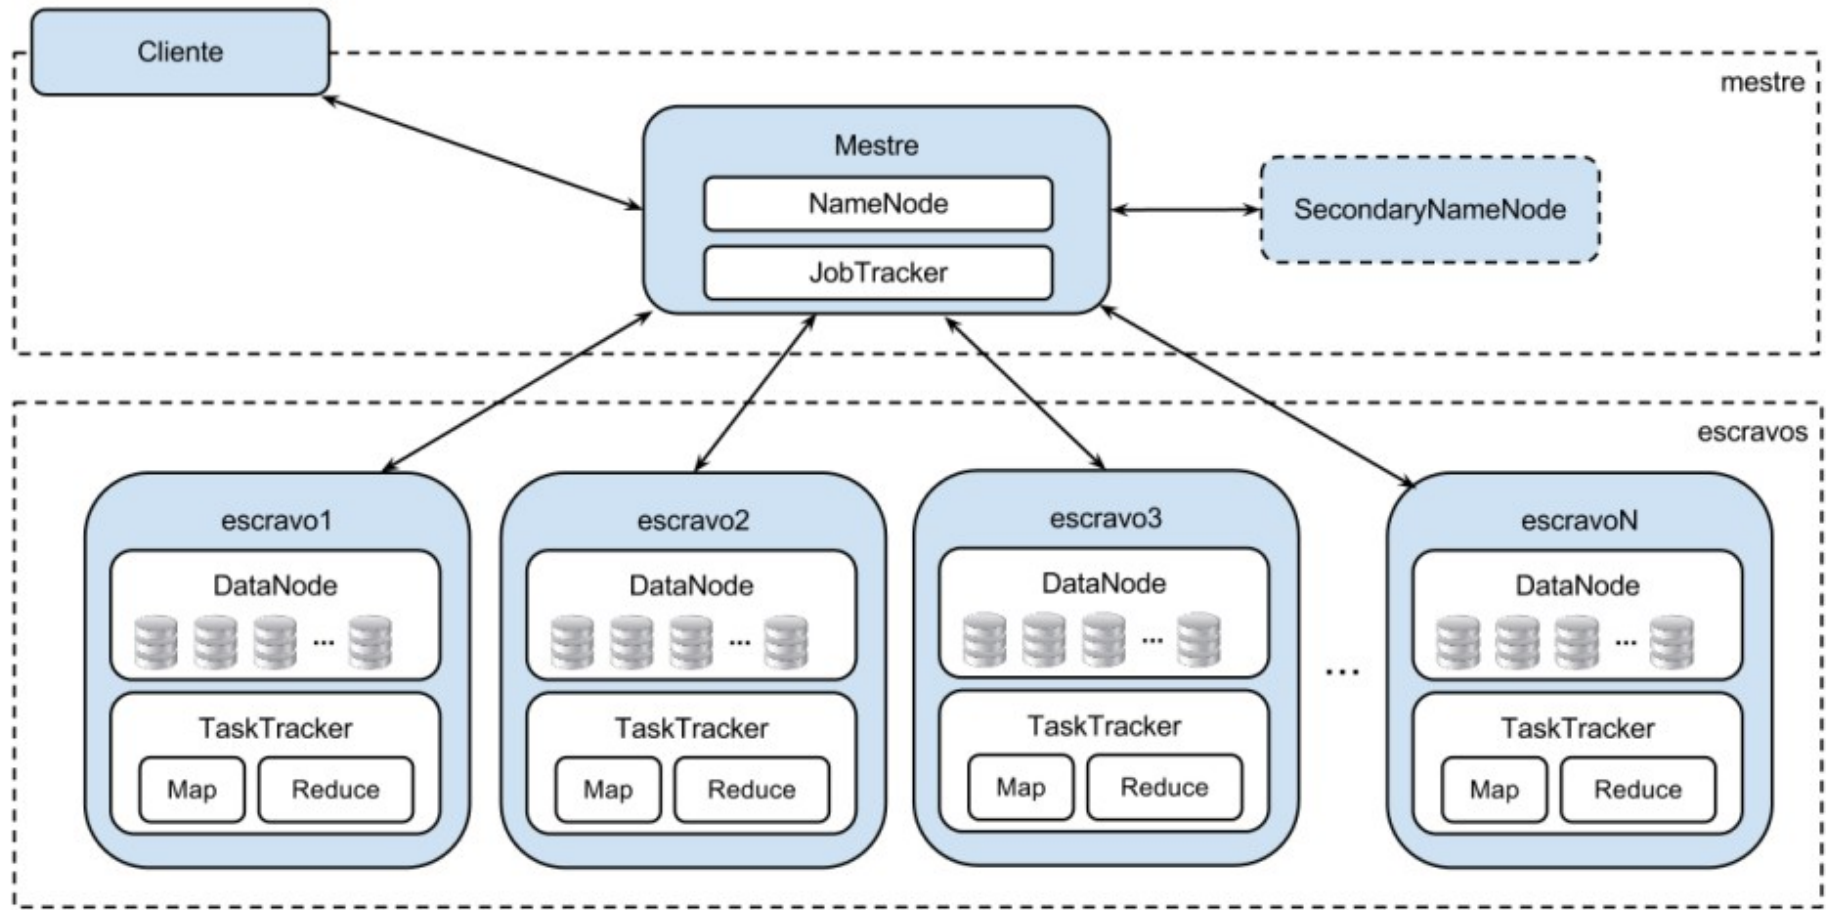 Cliente
mestre
Mestre
NameNode
SecondaryNameNode
JobTracker
escravos
escravo1
DataNode
...
TaskTracker
Map
Reduce
escravo2
DataNode
...
TaskTracker
Map
Reduce
escravo3
DataNode
...
TaskTracker
Map
Reduce
...
escravoN
DataNode
...
TaskTracker
Map
Reduce